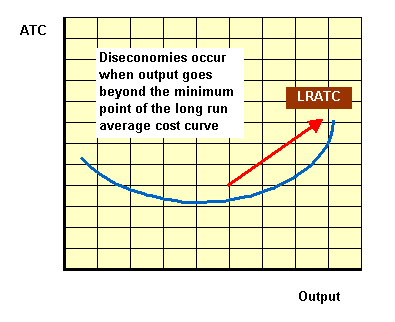 ATC
Diseconomies occur
when output goes
beyond the minimum
point of the long run
average cost curve
LRATC
Output